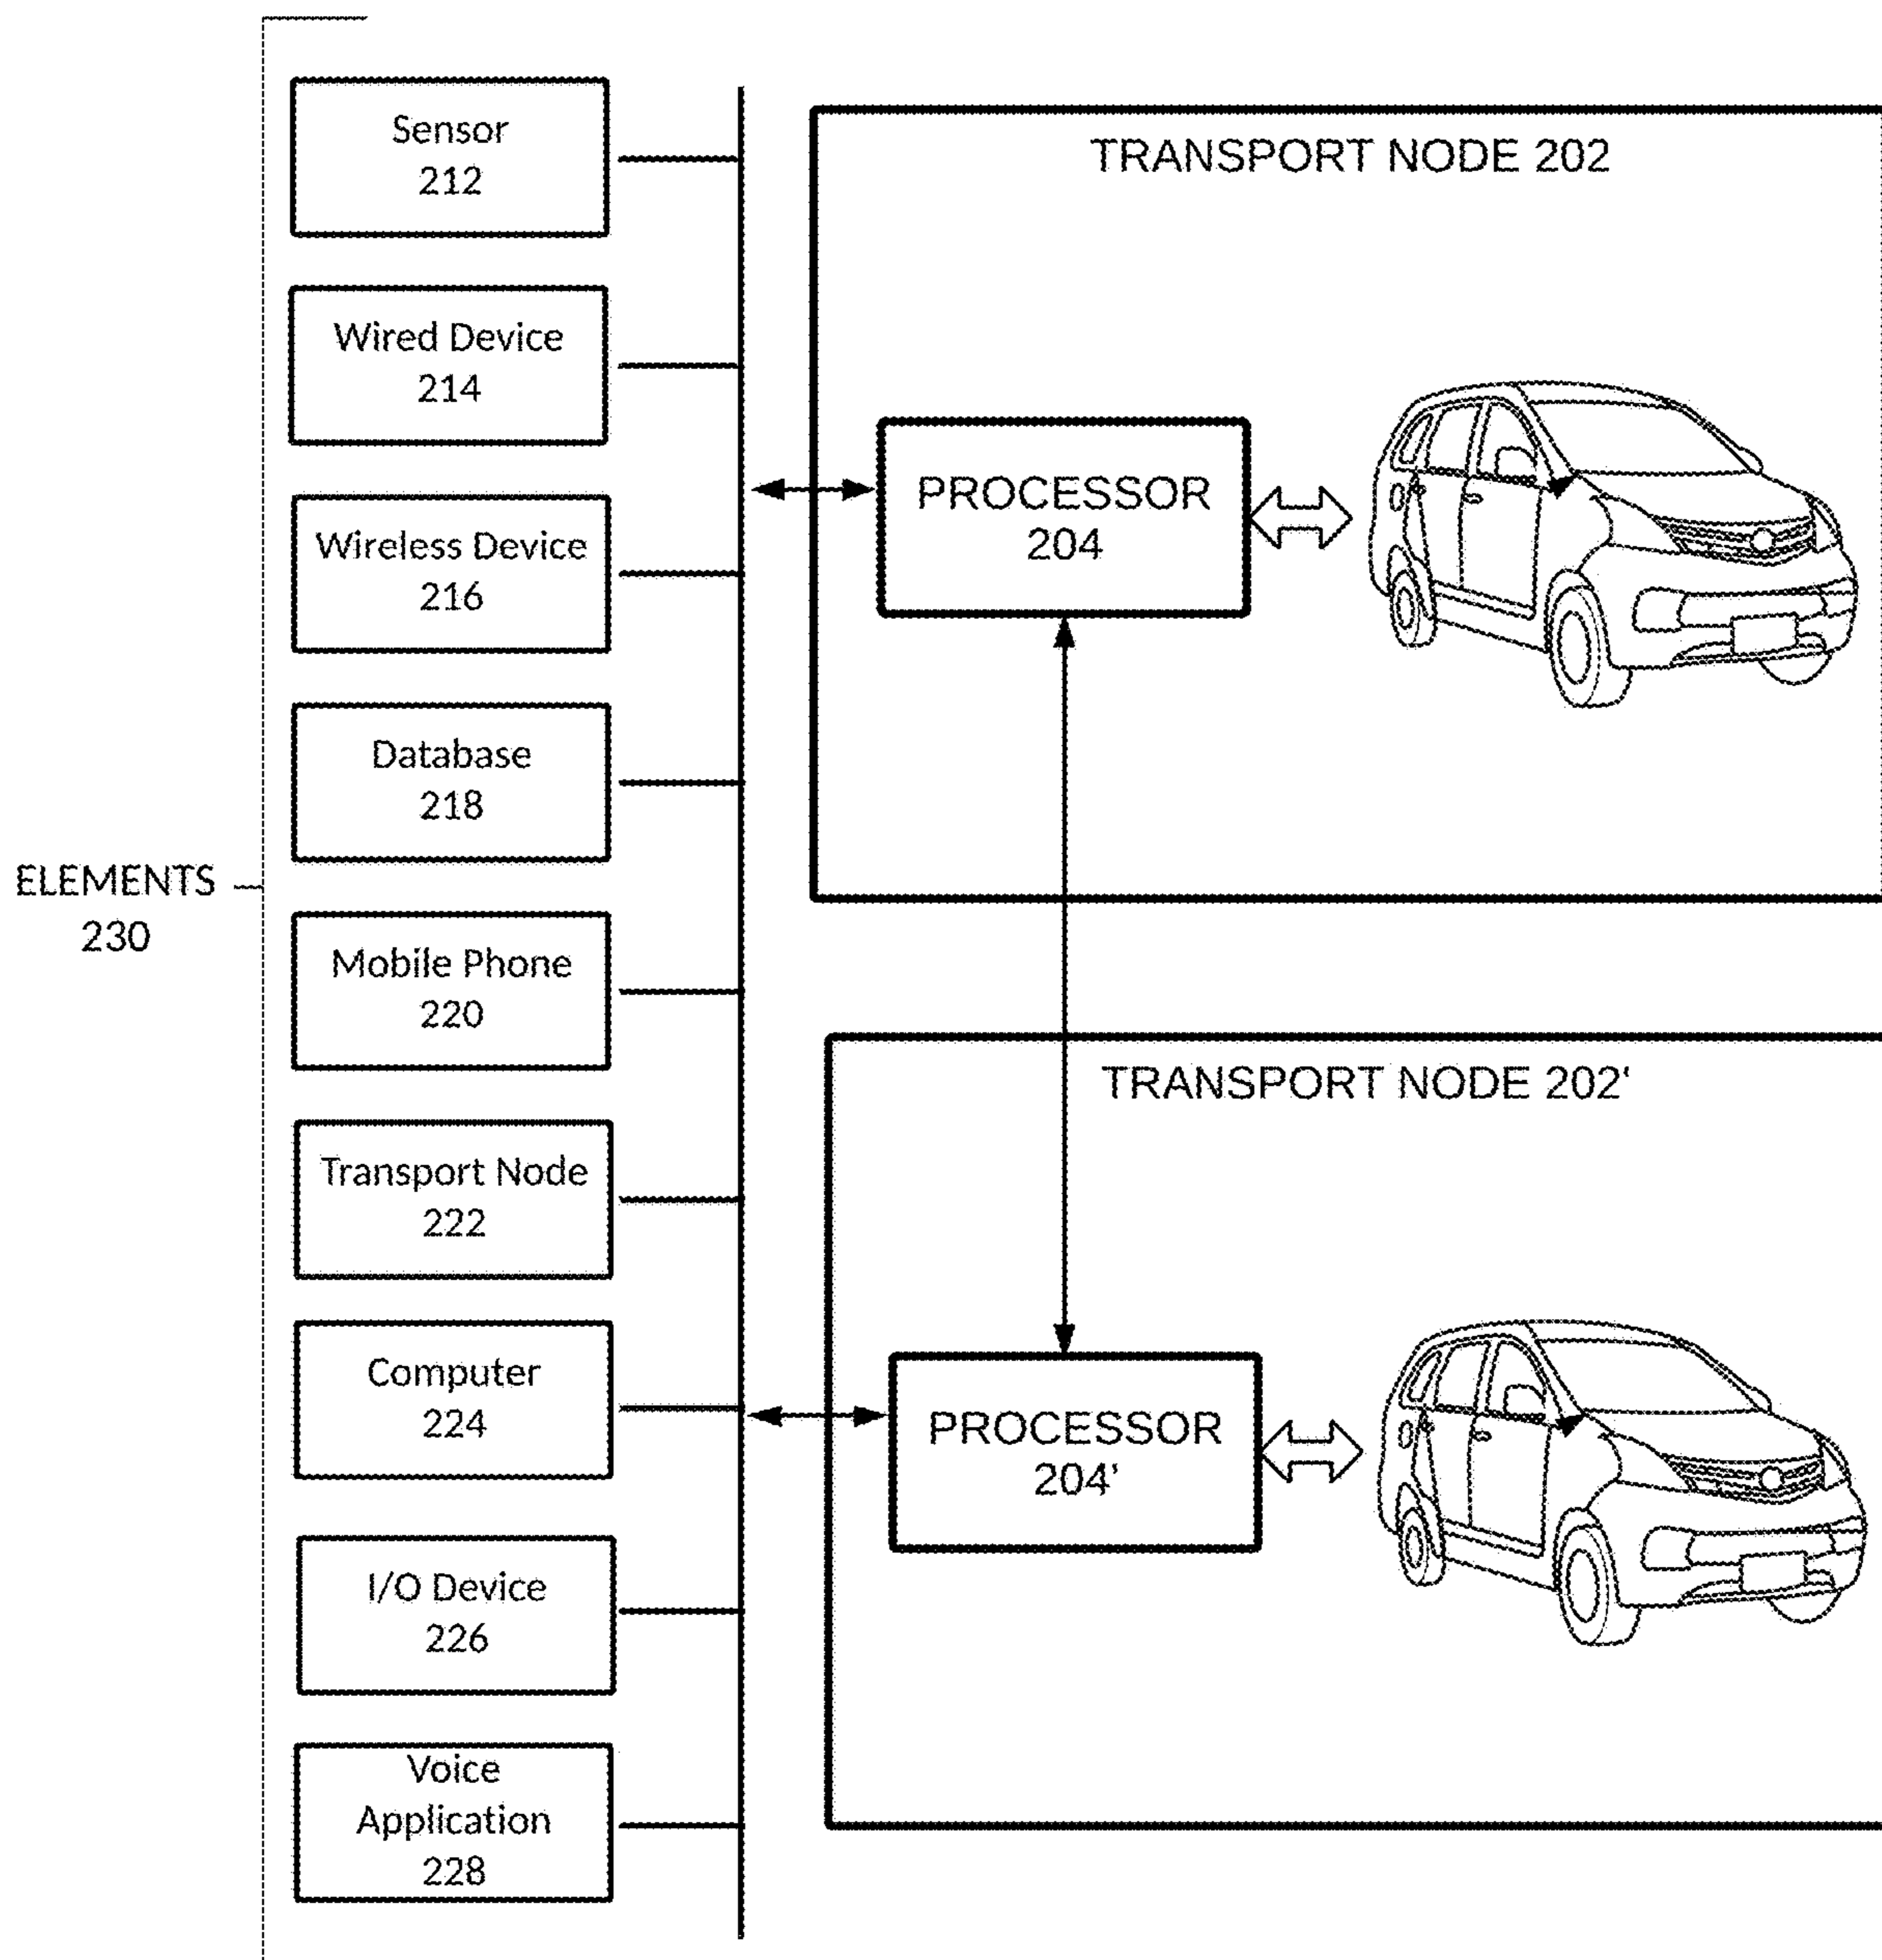 Sensor
212
Wired Device
214
Wireless Device
216
Database
218
ELEMENTS
230
Mobile Phone
220
Transport Node
222
Computer
224
I/O Device
226
Voice
Application
228
TRANSPORT NODE 202
PROCESSOR
204
TRANSPORT NODE 202‘
PROCESSOR
204’